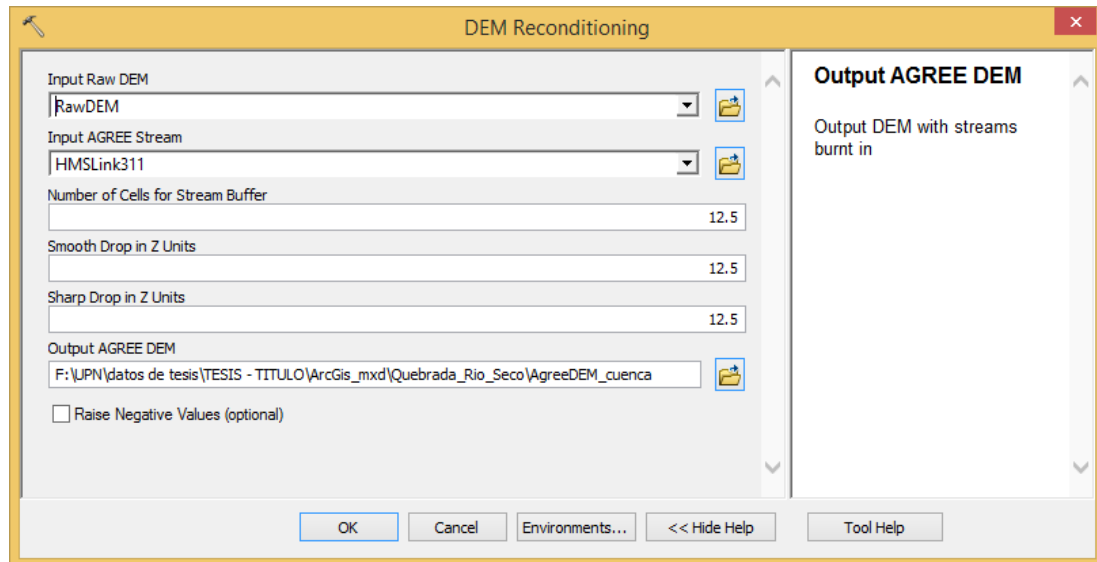 DEM Reconditioning
Input Raw DEM
RawDEM
Input AGREE Stream
HMSLink311
Number of Cells for Stream Buffer
12.5
Smooth Drop in Z Units
12.5
Sharp Drop in Z Units
12.5
Output AGREE DEM
F:\UPN\datos de tesis\TESIS - TITULO\ArcGis_mxd\Quebrada_Rio_Seco\AgreeDEM_cuenca
Raise Negative Values (optional)
Output AGREE DEM
Output DEM with streams
burnt in
OK
Cancel
Environments...
<< Hide Help
Tool Help